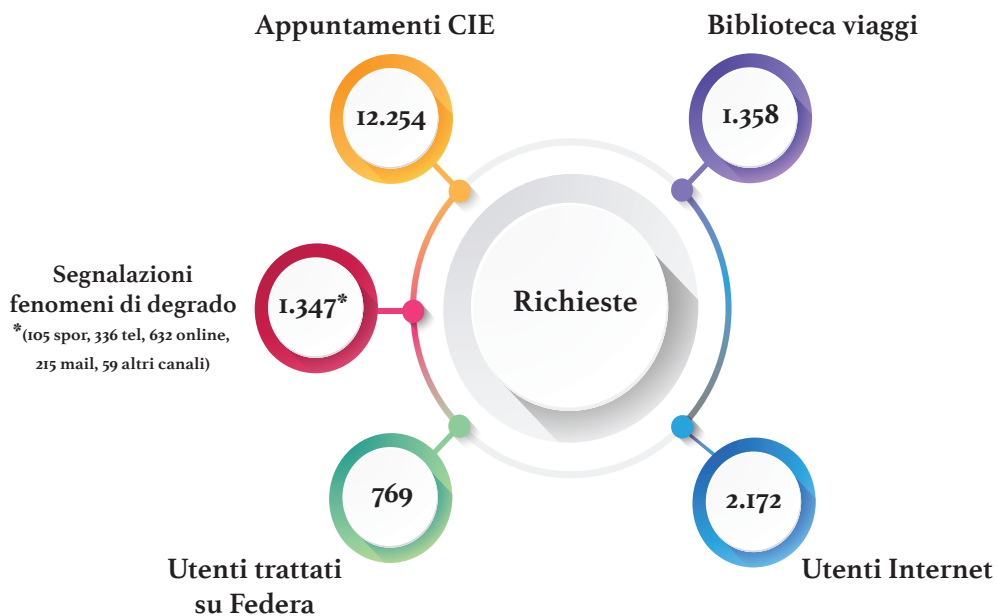 Appuntamenti CIE
12.254
Biblioteca viaggi
1.358
Segnalazioni
fenomeni di degrado
*(105 spor, 336 tel, 632 online,
215 mail, 59 altri canali)
1.347*
Richieste
769
Utenti trattati
su Federa
2.172
Utenti Internet